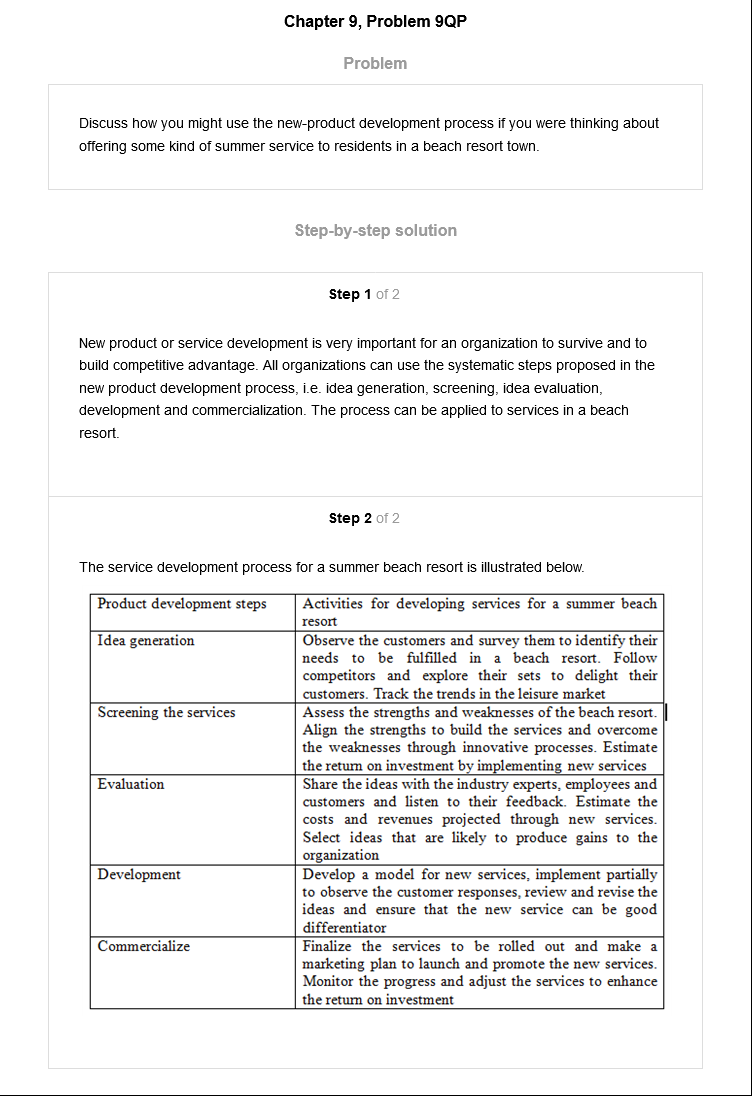 Chapter 9, Problem 9QP
Problem
Discuss how you might use the new-product development process if you were thinking about
offering some kind of summer service to residents in a beach resort town.
Step-by-step solution
Step 1 of 2
New product or service development is very important for an organization to survive and to
build competitive advantage. All organizations can use the systematic steps proposed in the
new product development process, i.e. idea generation, screening, idea evaluation,
development and commercialization. The process can be applied to services in a beach
resort.
Step 2 of 2
The service development process for a summer beach resort is illustrated below.
Product development steps
Activities for developing services for a summer beach
resort
Idea generation
Observe the customers and survey them to identify their
needs to be fulfilled in a beach resort. Follow
competitors and explore their sets to delight their
customers. Track the trends in the leisure market
Screening the services
Assess the strengths and weaknesses of the beach resort.
Align the strengths to build the services and overcome
the weaknesses through innovative processes. Estimate
the return on investment by implementing new services
Evaluation
Share the ideas with the industry experts, employees and
customers and listen to their feedback. Estimate the
costs and revenues projected through new services.
Select ideas that are likely to produce gains to the
organization
Development
Develop a model for new services, implement partially
to observe the customer responses, review and revise the
ideas and ensure that the new service can be good
differentiator
Commercialize
Finalize the services to be rolled out and make a
marketing plan to launch and promote the new services.
Monitor the progress and adjust the services to enhance
the return on investment